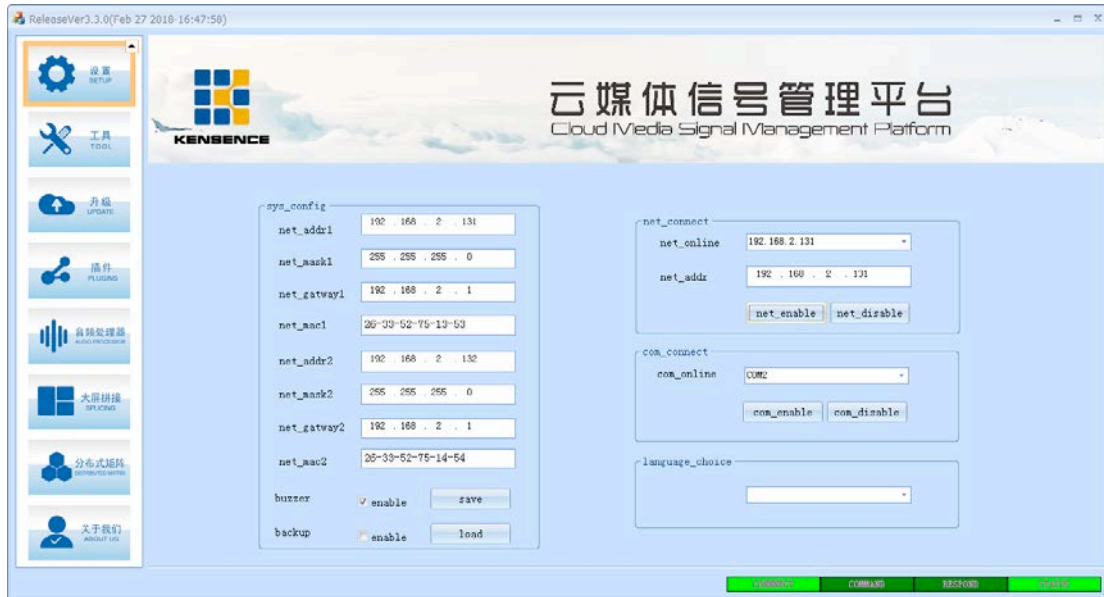 ReleaseVer3.3.0(Feb 27 2018-16:47:58)
设置
SETUP
工具
TOOL
升级
UPDATE
插件
PLUGINS
音频处理器
AUDIO PROCESSOR
大屏拼接
SPLICING
分布式矩阵
DISTRIBUTED MATRIX
关于我们
ABOUT US
KENSENCE
云媒体信号管理平台
Cloud Media Signal Management Platform
sys_config
net_addr1 192 . 168 . 2 . 131
net_mask1 255 . 255 . 255 . 0
net_gatway1 192 . 168 . 2 . 1
net_mac1 26-33-52-75-13-53
net_addr2 192 . 168 . 2 . 132
net_mask2 255 . 255 . 255 . 0
net_gatway2 192 . 168 . 2 . 1
net_mac2 26-33-52-75-14-54
buzzer enable save
backup enable load
net_connect
net_online 192.168.2.131
net_addr 192 . 168 . 2 . 131
net_enable net_disable
com_connect
com_online COM2
com_enable com_disable
language_choice
COMMAND RESPOND